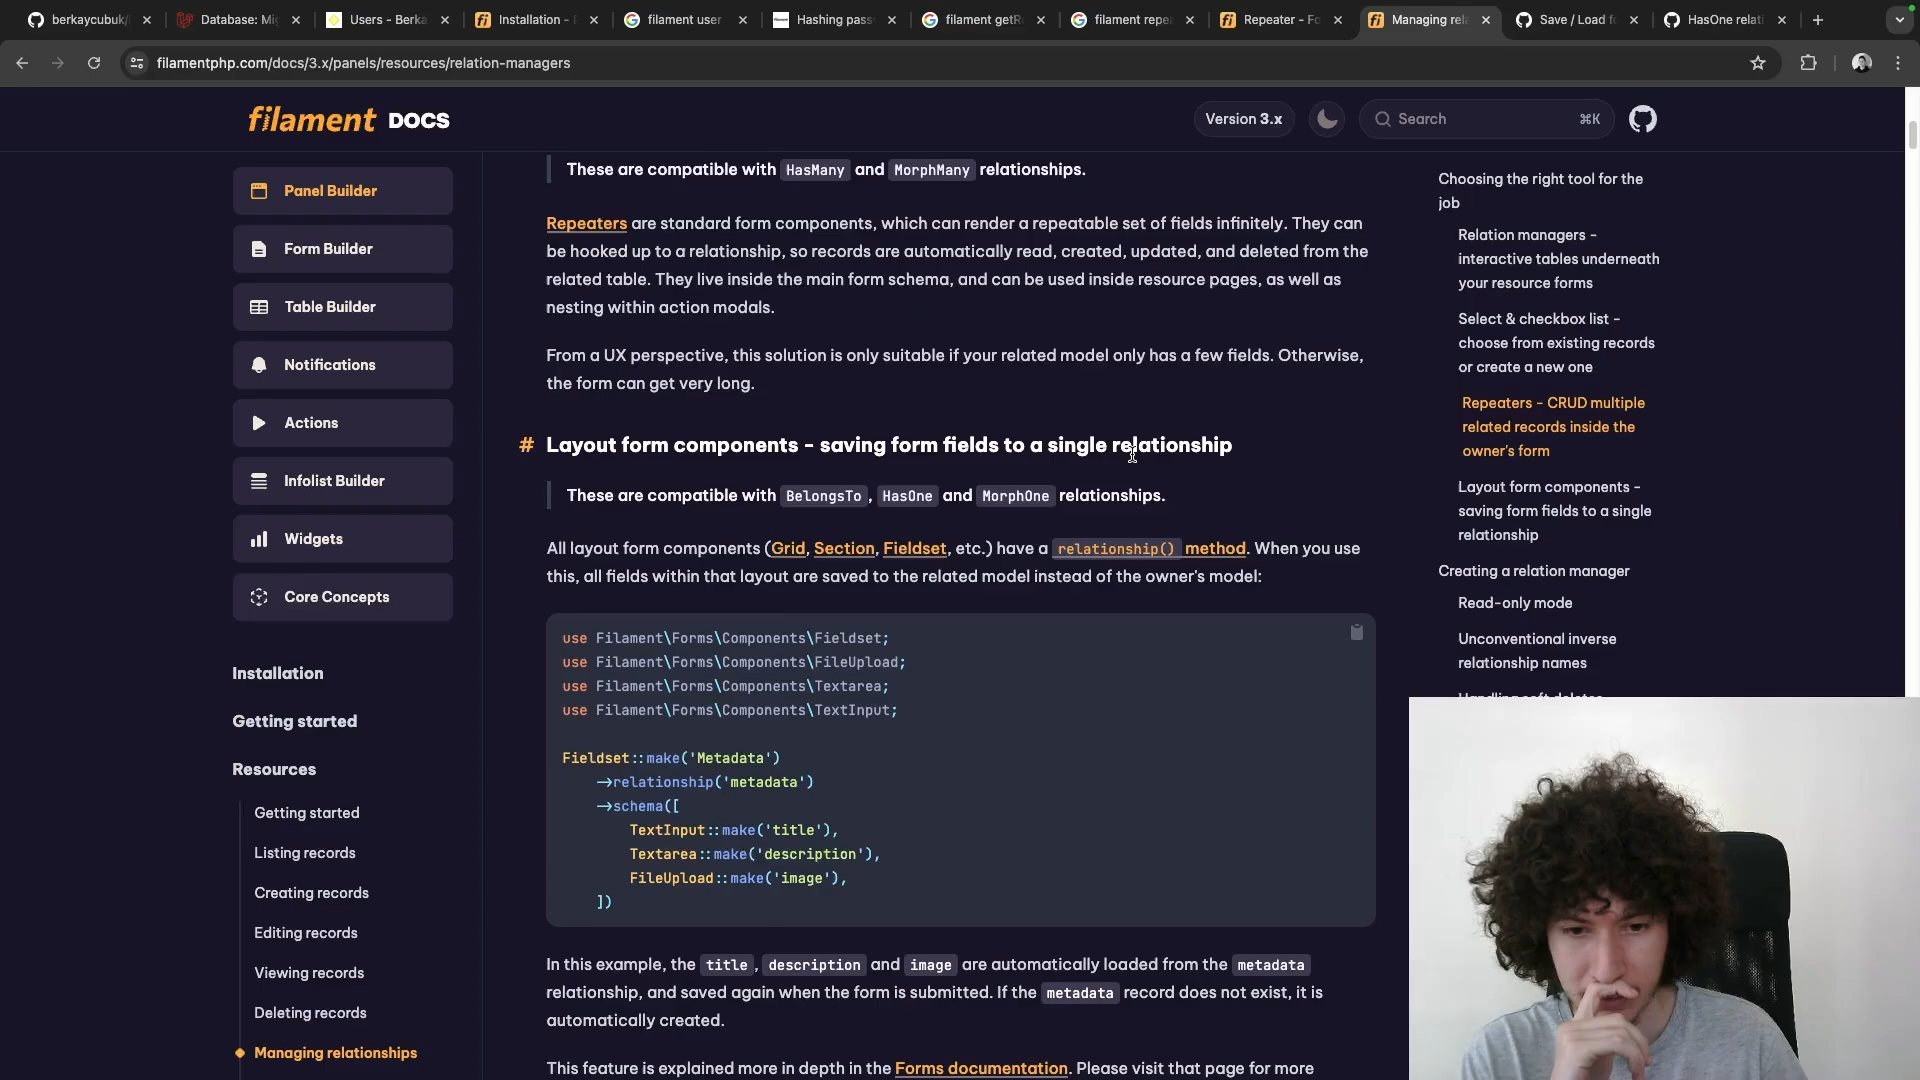 berkaycubuk/
Database: Mig
Users - Berka
Installation - F
filament user
Hashing pass
filament getR
filament repea
Repeater - Fo
Managing rela
Save / Load fo
HasOne relati
filamentphp.com/docs/3.x/panels/resources/relation-managers
filament DOCS
Version 3.x
Search
⌘K
Panel Builder
Form Builder
Table Builder
Notifications
Actions
Infolist Builder
Widgets
Core Concepts
Installation
Getting started
Resources
Getting started
Listing records
Creating records
Editing records
Viewing records
Deleting records
Managing relationships
These are compatible with HasMany and MorphMany relationships.
Repeaters are standard form components, which can render a repeatable set of fields infinitely. They can
be hooked up to a relationship, so records are automatically read, created, updated, and deleted from the
related table. They live inside the main form schema, and can be used inside resource pages, as well as
nesting within action modals.
From a UX perspective, this solution is only suitable if your related model only has a few fields. Otherwise,
the form can get very long.
# Layout form components - saving form fields to a single relationship
These are compatible with BelongsTo, HasOne and MorphOne relationships.
All layout form components (Grid, Section, Fieldset, etc.) have a relationship() method. When you use
this, all fields within that layout are saved to the related model instead of the owner's model:
use Filament\Forms\Components\Fieldset;
use Filament\Forms\Components\FileUpload;
use Filament\Forms\Components\Textarea;
use Filament\Forms\Components\TextInput;
Fieldset::make('Metadata')
->relationship('metadata')
->schema([
TextInput::make('title'),
Textarea::make('description'),
FileUpload::make('image'),
])
In this example, the title, description and image are automatically loaded from the metadata
relationship, and saved again when the form is submitted. If the metadata record does not exist, it is
automatically created.
This feature is explained more in depth in the Forms documentation. Please visit that page for more
Choosing the right tool for the
job
Relation managers -
interactive tables underneath
your resource forms
Select & checkbox list -
choose from existing records
or create a new one
Repeaters - CRUD multiple
related records inside the
owner's form
Layout form components -
saving form fields to a single
relationship
Creating a relation manager
Read-only mode
Unconventional inverse
relationship names
Handling soft deletes